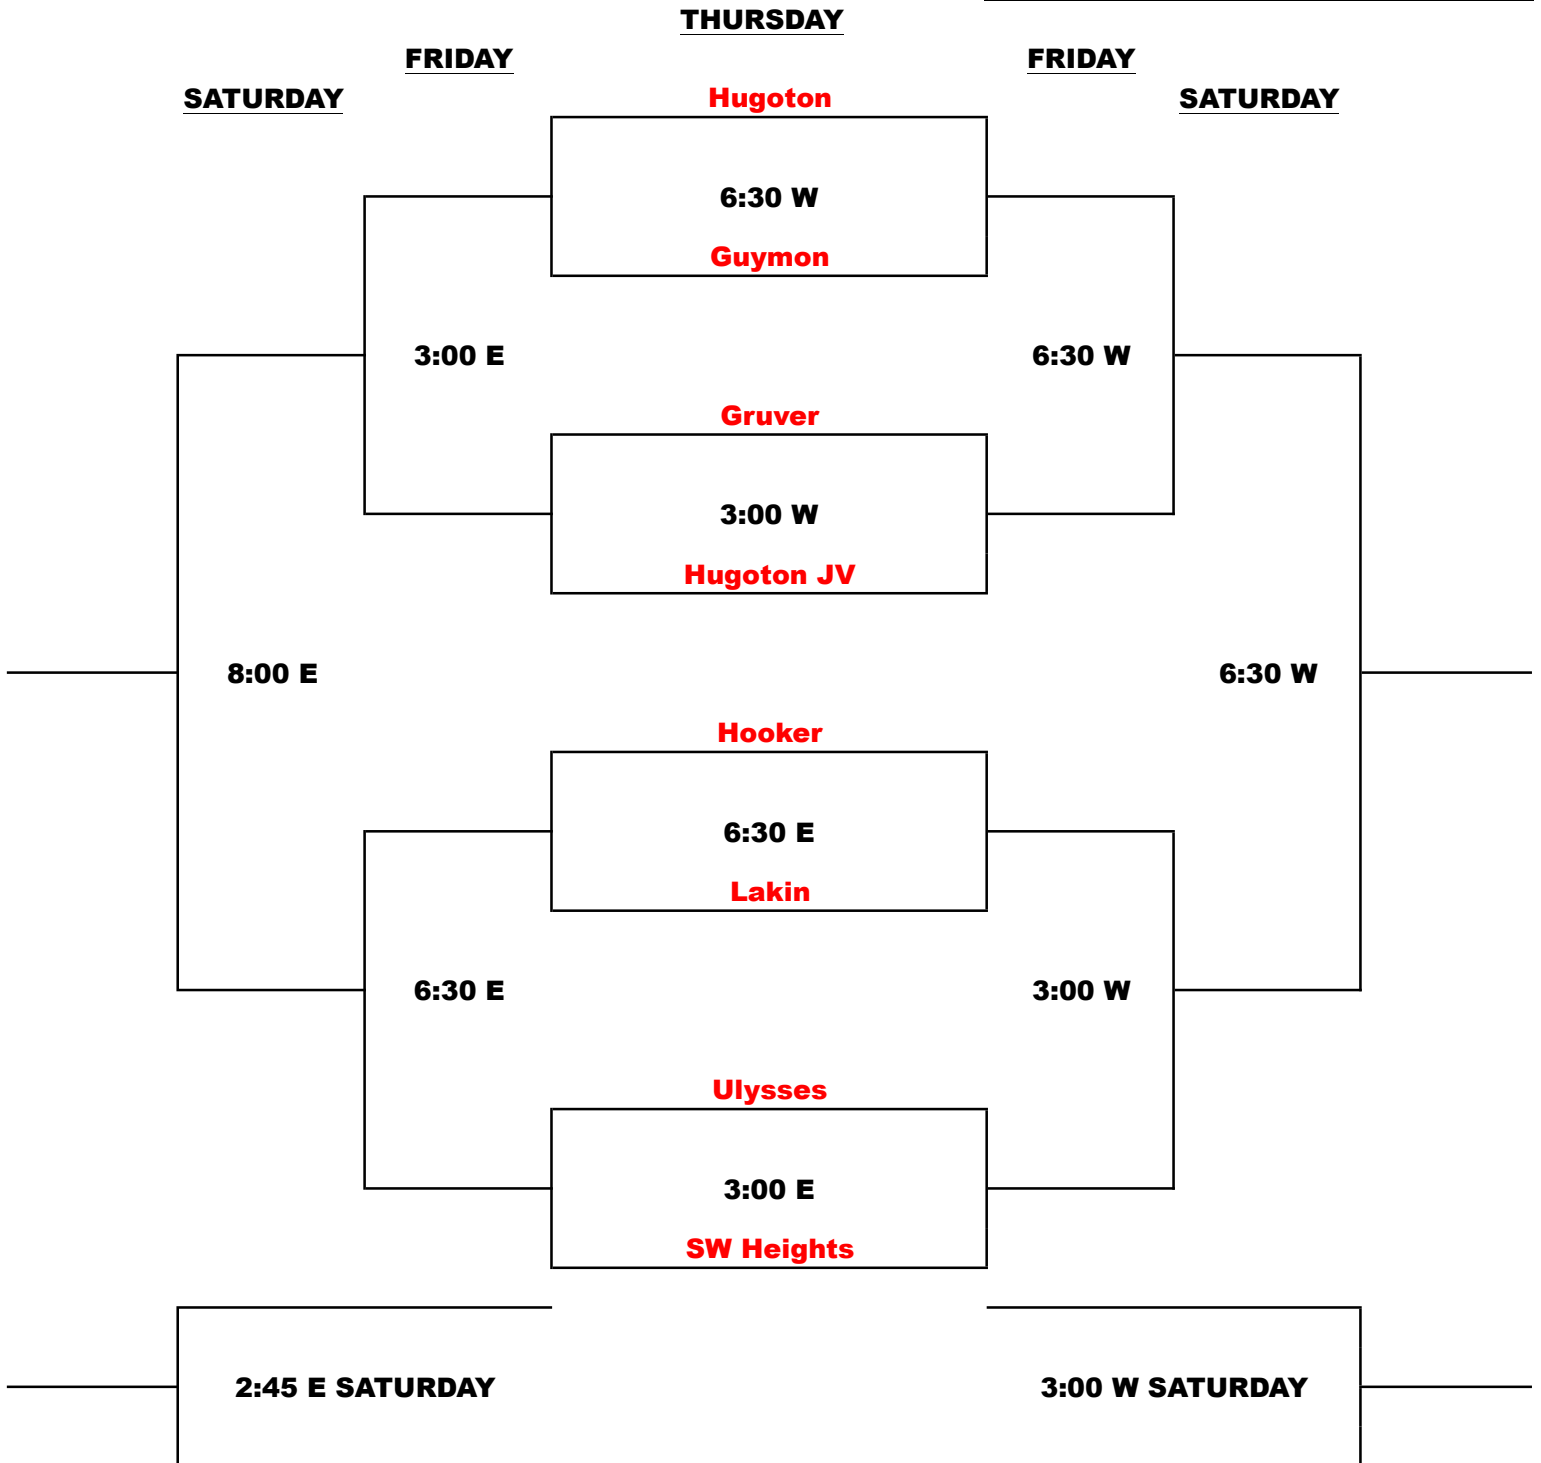 THURSDAY
FRIDAY FRIDAY
SATURDAY Hugoton SATURDAY
6:30 W
Guymon
3:00 E 6:30 W
Gruver
3:00 W
Hugoton JV
8:00 E 6:30 W
Hooker
6:30 E
Lakin
6:30 E 3:00 W
Ulysses
3:00 E
SW Heights
2:45 E SATURDAY 3:00 W SATURDAY